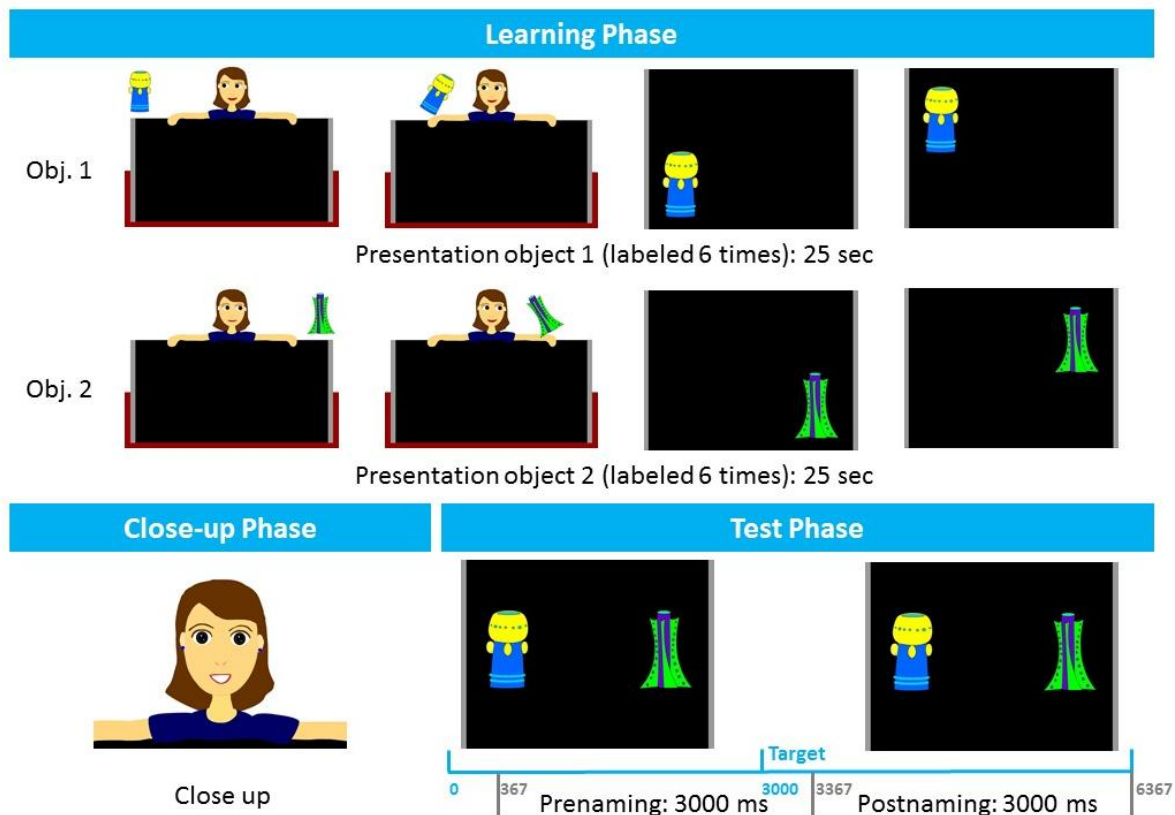 Learning Phase
Obj. 1
Presentation object 1 (labeled 6 times): 25 sec
Obj. 2
Presentation object 2 (labeled 6 times): 25 sec
Close-up Phase
Test Phase
Close up
Target
0 367 3000 3367 6367
Prenaming: 3000 ms Postnaming: 3000 ms